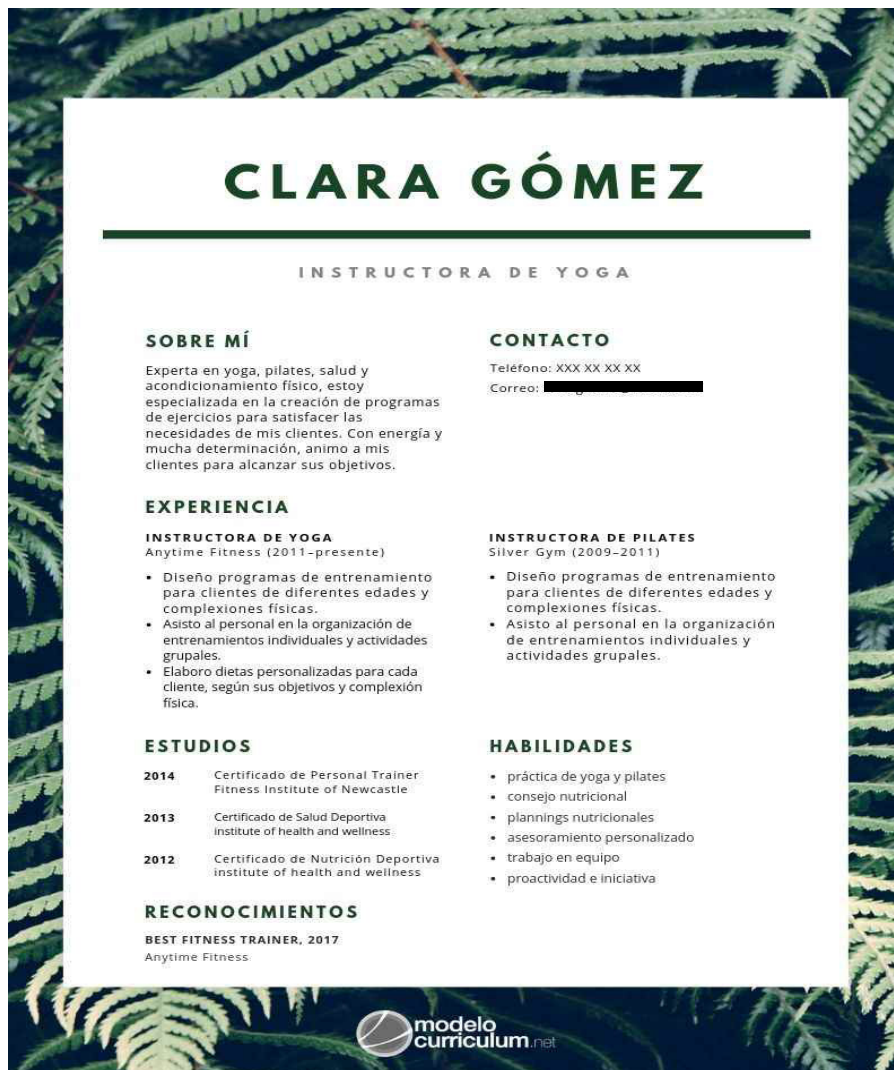 CLARA GÓMEZ
INSTRUCTORA DE YOGA
SOBRE MÍ
Experta en yoga, pilates, salud y
acondicionamiento físico, estoy
especializada en la creación de programas
de ejercicios para satisfacer las
necesidades de mis clientes. Con energía y
mucha determinación, animo a mis
clientes para alcanzar sus objetivos.
CONTACTO
Teléfono: XXX XX XX XX
Correo:
EXPERIENCIA
INSTRUCTORA DE YOGA
Anytime Fitness (2011–presente)
• Diseño programas de entrenamiento
para clientes de diferentes edades y
complexiones físicas.
• Asisto al personal en la organización de
entrenamientos individuales y actividades
grupales.
• Elaboro dietas personalizadas para cada
cliente, según sus objetivos y complexión
física.
INSTRUCTORA DE PILATES
Silver Gym (2009–2011)
• Diseño programas de entrenamiento
para clientes de diferentes edades y
complexiones físicas.
• Asisto al personal en la organización
de entrenamientos individuales y
actividades grupales.
ESTUDIOS
2014 Certificado de Personal Trainer
Fitness Institute of Newcastle
2013 Certificado de Salud Deportiva
institute of health and wellness
2012 Certificado de Nutrición Deportiva
institute of health and wellness
HABILIDADES
• práctica de yoga y pilates
• consejo nutricional
• plannings nutricionales
• asesoramiento personalizado
• trabajo en equipo
• proactividad e iniciativa
RECONOCIMIENTOS
BEST FITNESS TRAINER, 2017
Anytime Fitness
modelo
curriculum.net